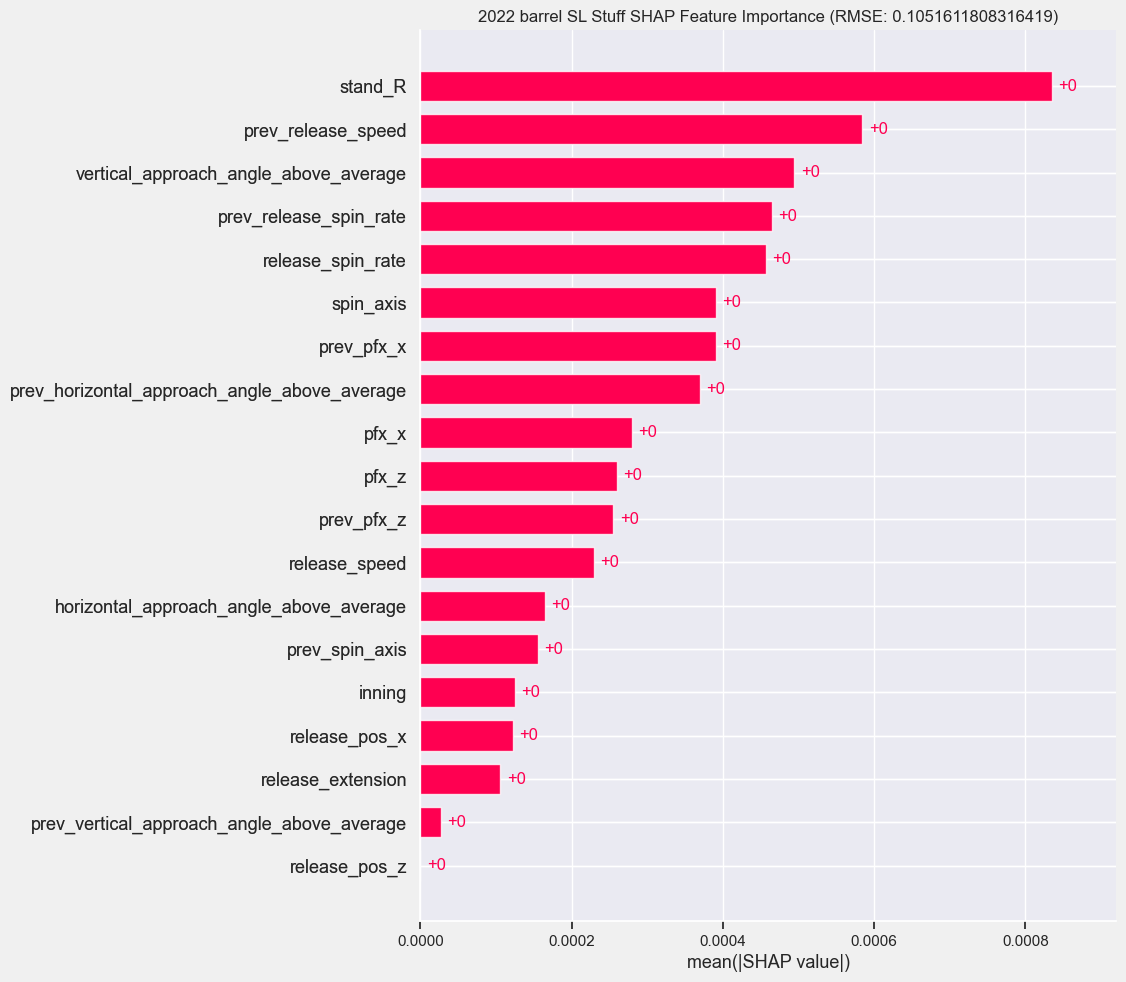 2022 barrel SL Stuff SHAP Feature Importance (RMSE: 0.1051611808316419)
stand_R +0
prev_release_speed +0
vertical_approach_angle_above_average +0
prev_release_spin_rate +0
release_spin_rate +0
spin_axis +0
prev_pfx_x +0
prev_horizontal_approach_angle_above_average +0
pfx_x +0
pfx_z +0
prev_pfx_z +0
release_speed +0
horizontal_approach_angle_above_average +0
prev_spin_axis +0
inning +0
release_pos_x +0
release_extension +0
prev_vertical_approach_angle_above_average +0
release_pos_z +0
0.0000 0.0002 0.0004 0.0006 0.0008
mean(|SHAP value|)